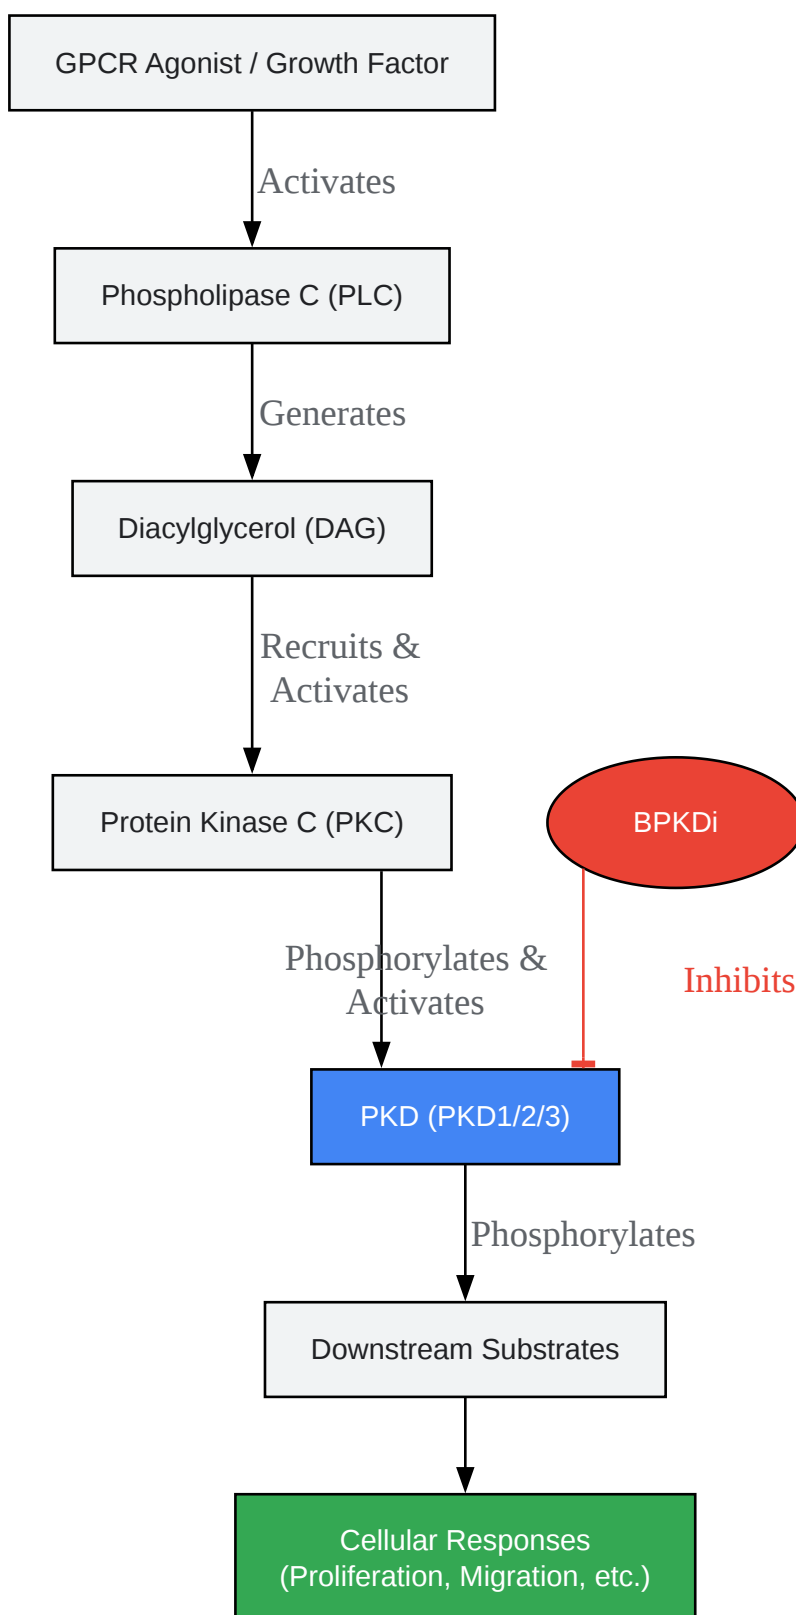 GPCR Agonist / Growth Factor
Activates
Phospholipase C (PLC)
Generates
Diacylglycerol (DAG)
Recruits &
Activates
Protein Kinase C (PKC)
BPKDi
Phosphorylates &
Activates
Inhibits
PKD (PKD1/2/3)
Phosphorylates
Downstream Substrates
Cellular Responses
(Proliferation, Migration, etc.)